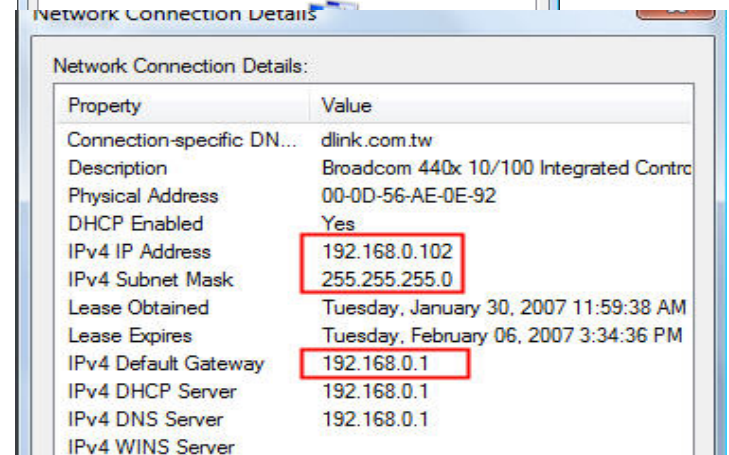 Network Connection Details
Network Connection Details:
Property Value
Connection-specific DN... dlink.com.tw
Description Broadcom 440x 10/100 Integrated Contro
Physical Address 00-0D-56-AE-0E-92
DHCP Enabled Yes
IPv4 IP Address 192.168.0.102
IPv4 Subnet Mask 255.255.255.0
Lease Obtained Tuesday, January 30, 2007 11:59:38 AM
Lease Expires Tuesday, February 06, 2007 3:34:36 PM
IPv4 Default Gateway 192.168.0.1
IPv4 DHCP Server 192.168.0.1
IPv4 DNS Server 192.168.0.1
IPv4 WINS Server